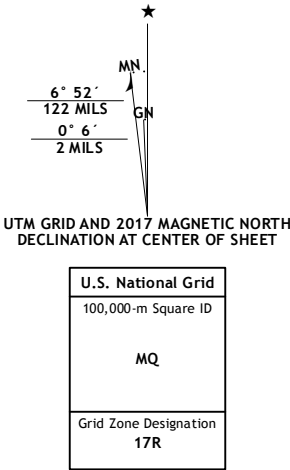 ★
MN
6° 52´
122 MILS
GN
0° 6´
2 MILS
UTM GRID AND 2017 MAGNETIC NORTH
DECLINATION AT CENTER OF SHEET
U.S. National Grid
100,000-m Square ID
MQ
Grid Zone Designation
17R